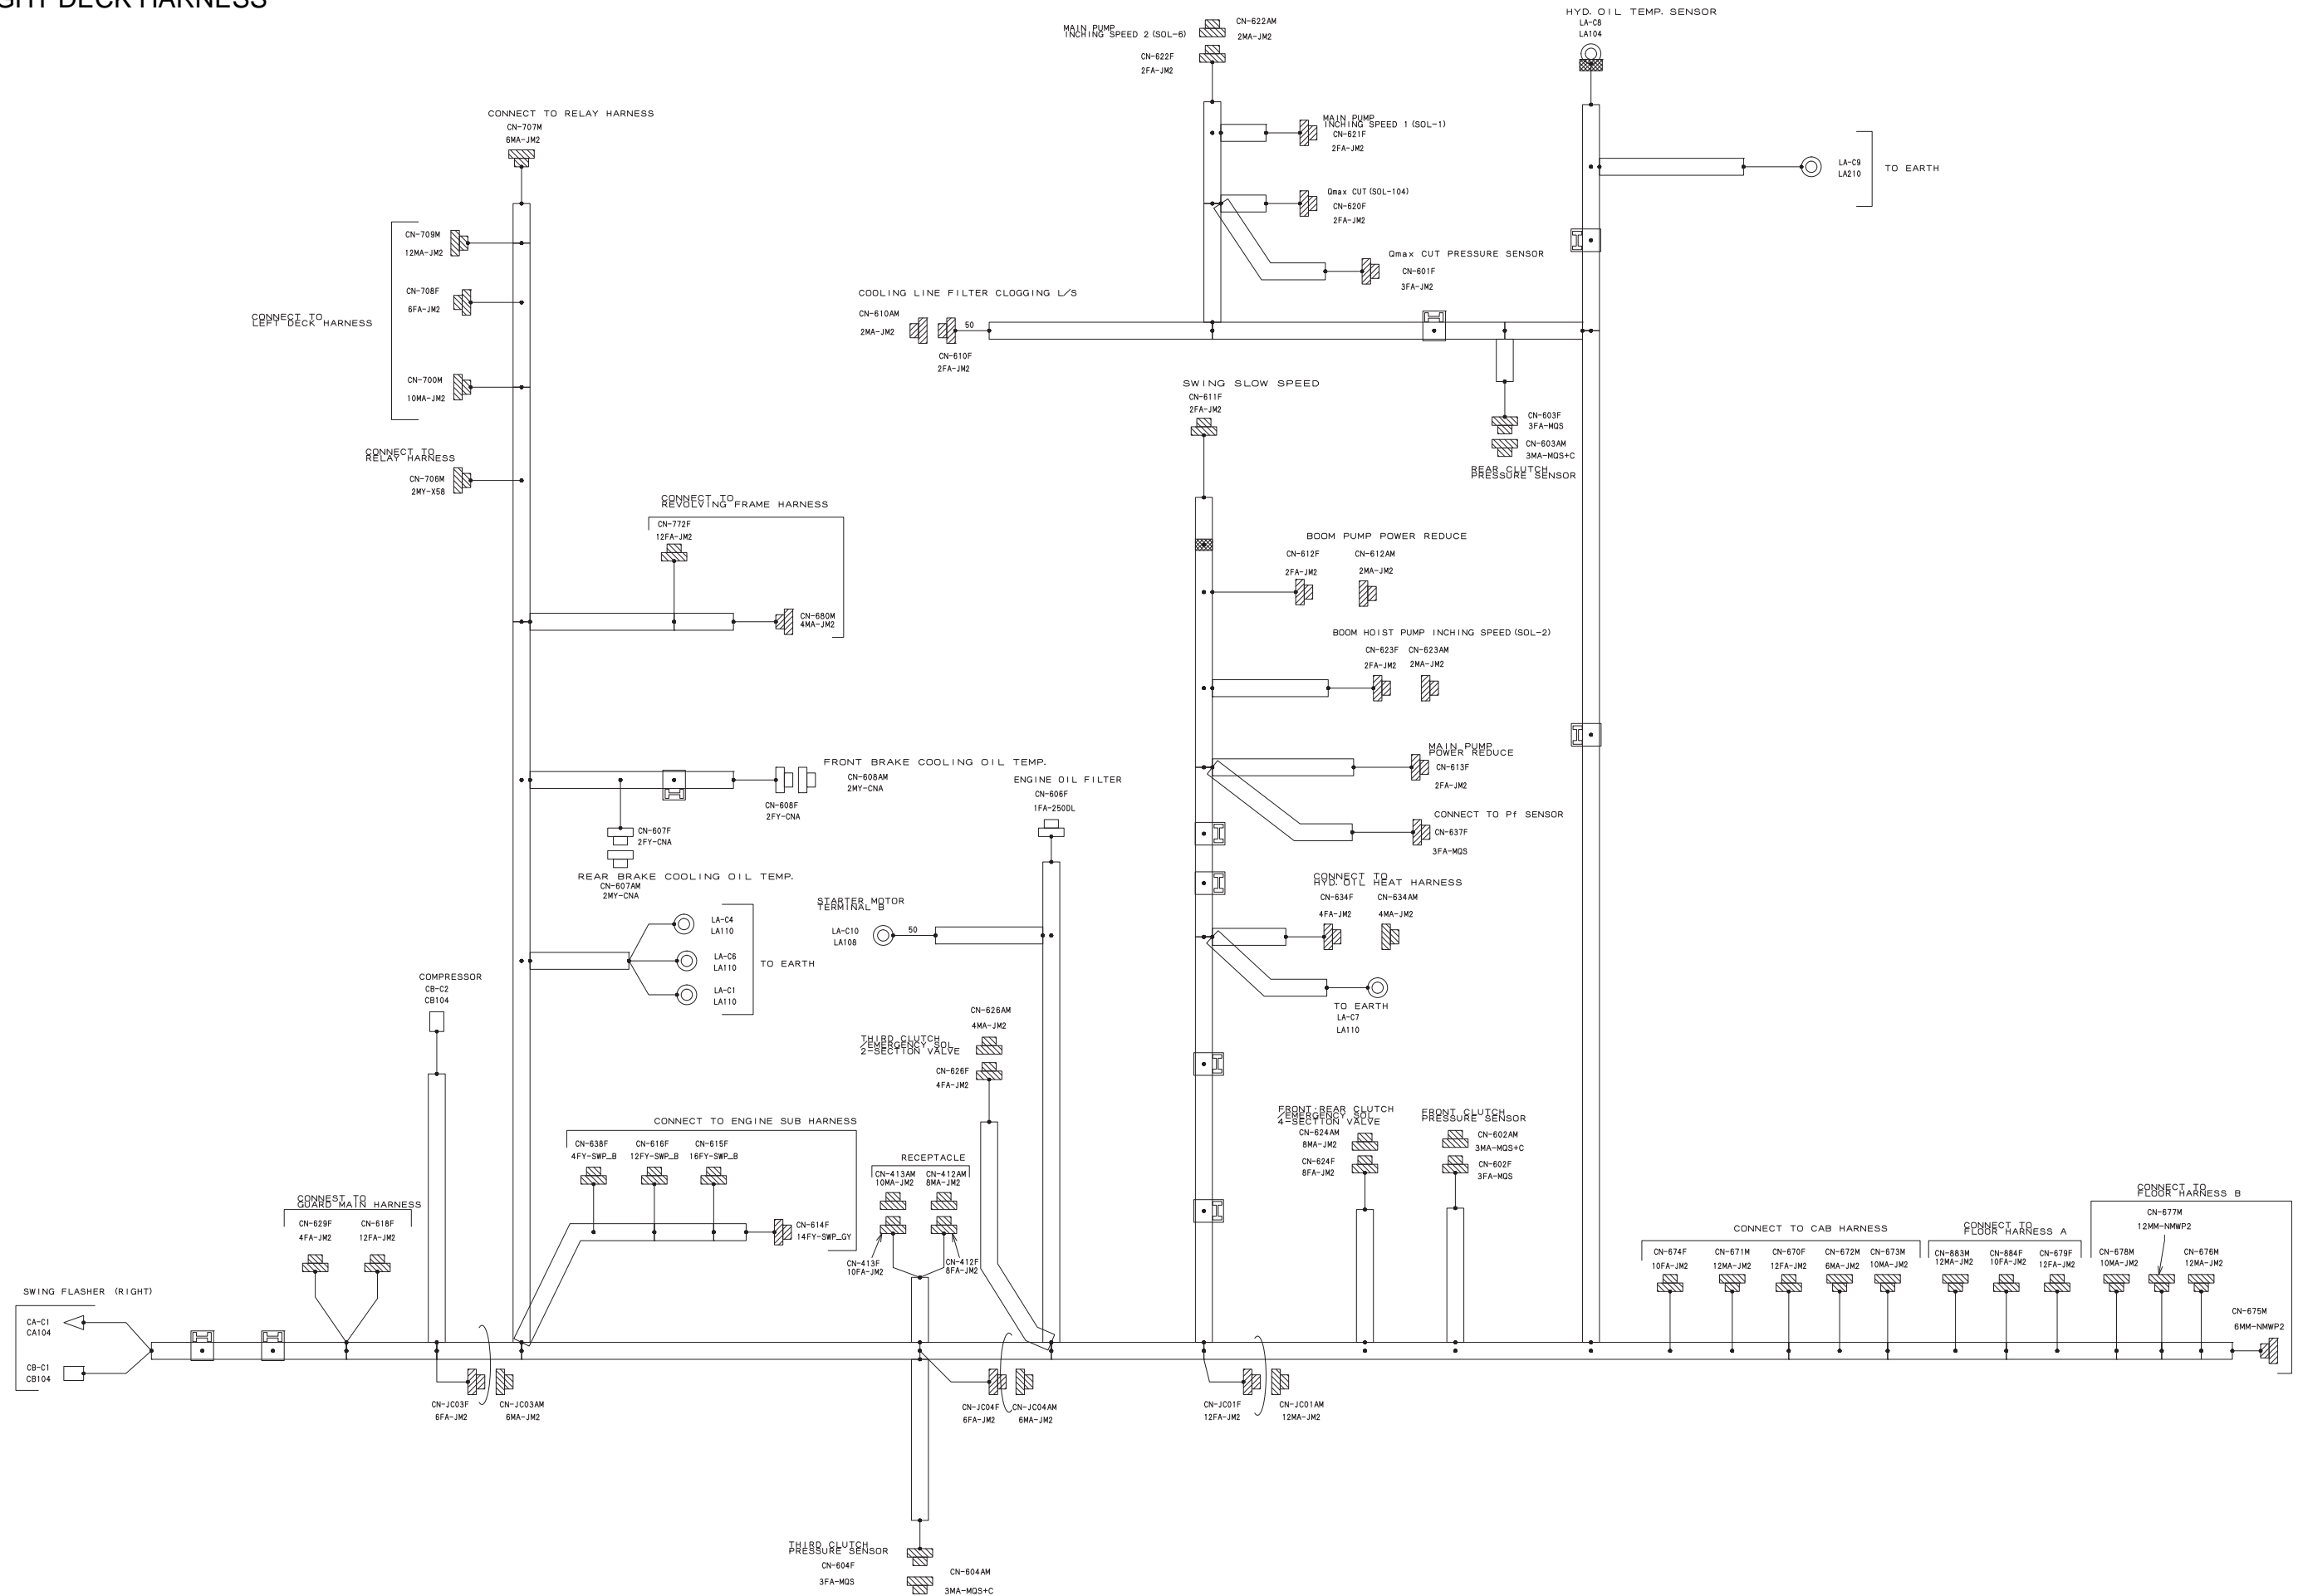 GHT DECK HARNESS
MAIN PUMP
INCHING SPEED 2 (SOL-6)
CN-622AM
2MA-JM2
CN-622F
2FA-JM2
HYD. OIL TEMP. SENSOR
LA-C8
LA104
CONNECT TO RELAY HARNESS
CN-707M
6MA-JM2
MAIN PUMP
INCHING SPEED 1 (SOL-1)
CN-621F
2FA-JM2
LA-C9
LA210
TO EARTH
Qmax CUT (SOL-104)
CN-620F
2FA-JM2
CN-709M
12MA-JM2
CN-708F
6FA-JM2
CONNECT TO
LEFT DECK HARNESS
CN-700M
10MA-JM2
Qmax CUT PRESSURE SENSOR
CN-601F
3FA-JM2
COOLING LINE FILTER CLOGGING L/S
CN-610AM
2MA-JM2
50
CN-610F
2FA-JM2
SWING SLOW SPEED
CN-611F
2FA-JM2
CN-603F
3FA-MQS
CN-603AM
3MA-MQS+C
REAR CLUTCH
PRESSURE SENSOR
CONNECT TO
RELAY HARNESS
CN-706M
2MY-X58
CONNECT TO
REVOLVING FRAME HARNESS
CN-772F
12FA-JM2
CN-680M
4MA-JM2
BOOM PUMP POWER REDUCE
CN-612F
2FA-JM2
CN-612AM
2MA-JM2
BOOM HOIST PUMP INCHING SPEED (SOL-2)
CN-623F
2FA-JM2
CN-623AM
2MA-JM2
MAIN PUMP
POWER REDUCE
CN-613F
2FA-JM2
CONNECT TO Pf SENSOR
CN-637F
3FA-MQS
FRONT BRAKE COOLING OIL TEMP.
CN-608AM
2MY-CNA
CN-608F
2FY-CNA
CN-607F
2FY-CNA
REAR BRAKE COOLING OIL TEMP.
CN-607AM
2MY-CNA
ENGINE OIL FILTER
CN-606F
1FA-250DL
CONNECT TO
HYD. OIL HEAT HARNESS
CN-634F
4FA-JM2
CN-634AM
4MA-JM2
TO EARTH
LA-C7
LA110
STARTER MOTOR
TERMINAL B
LA-C10
LA108
50
LA-C4
LA110
LA-C6
LA110
LA-C1
LA110
TO EARTH
COMPRESSOR
CB-C2
CB104
CN-626AM
4MA-JM2
THIRD CLUTCH
/EMERGENCY SOL
2-SECTION VALVE
CN-626F
4FA-JM2
CONNECT TO ENGINE SUB HARNESS
CN-638F
4FY-SWP_B
CN-616F
12FY-SWP_B
CN-615F
16FY-SWP_B
CN-614F
14FY-SWP_GY
RECEPTACLE
CN-413AM
10MA-JM2
CN-412AM
8MA-JM2
CN-413F
10FA-JM2
CN-412F
8FA-JM2
FRONT·REAR CLUTCH
/EMERGENCY SOL
4-SECTION VALVE
CN-624AM
8MA-JM2
CN-624F
8FA-JM2
FRONT CLUTCH
PRESSURE SENSOR
CN-602AM
3MA-MQS+C
CN-602F
3FA-MQS
CONNEST TO
GUARD MAIN HARNESS
CN-629F
4FA-JM2
CN-618F
12FA-JM2
CONNECT TO CAB HARNESS
CN-674F
10FA-JM2
CN-671M
12MA-JM2
CN-670F
12FA-JM2
CN-672M
6MA-JM2
CN-673M
10MA-JM2
CONNECT TO
FLOOR HARNESS A
CN-883M
12MA-JM2
CN-884F
10FA-JM2
CN-679F
12FA-JM2
CONNECT TO
FLOOR HARNESS B
CN-677M
12MM-NMWP2
CN-678M
10MA-JM2
CN-676M
12MA-JM2
CN-675M
6MM-NMWP2
SWING FLASHER (RIGHT)
CA-C1
CA104
CB-C1
CB104
CN-JC03F
6FA-JM2
CN-JC03AM
6MA-JM2
CN-JC04F
6FA-JM2
CN-JC04AM
6MA-JM2
CN-JC01F
12FA-JM2
CN-JC01AM
12MA-JM2
THIRD CLUTCH
PRESSURE SENSOR
CN-604F
3FA-MQS
CN-604AM
3MA-MQS+C